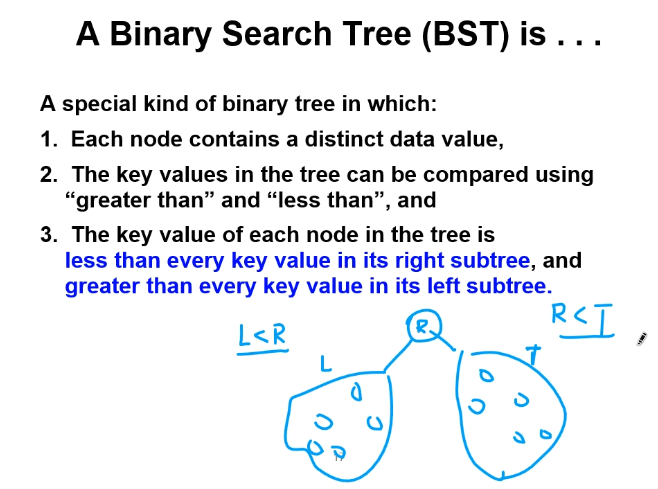 A Binary Search Tree (BST) is . . .
A special kind of binary tree in which:
1. Each node contains a distinct data value,
2. The key values in the tree can be compared using
“greater than” and “less than”, and
3. The key value of each node in the tree is
less than every key value in its right subtree, and
greater than every key value in its left subtree.
L<R
R
R<T
L
T